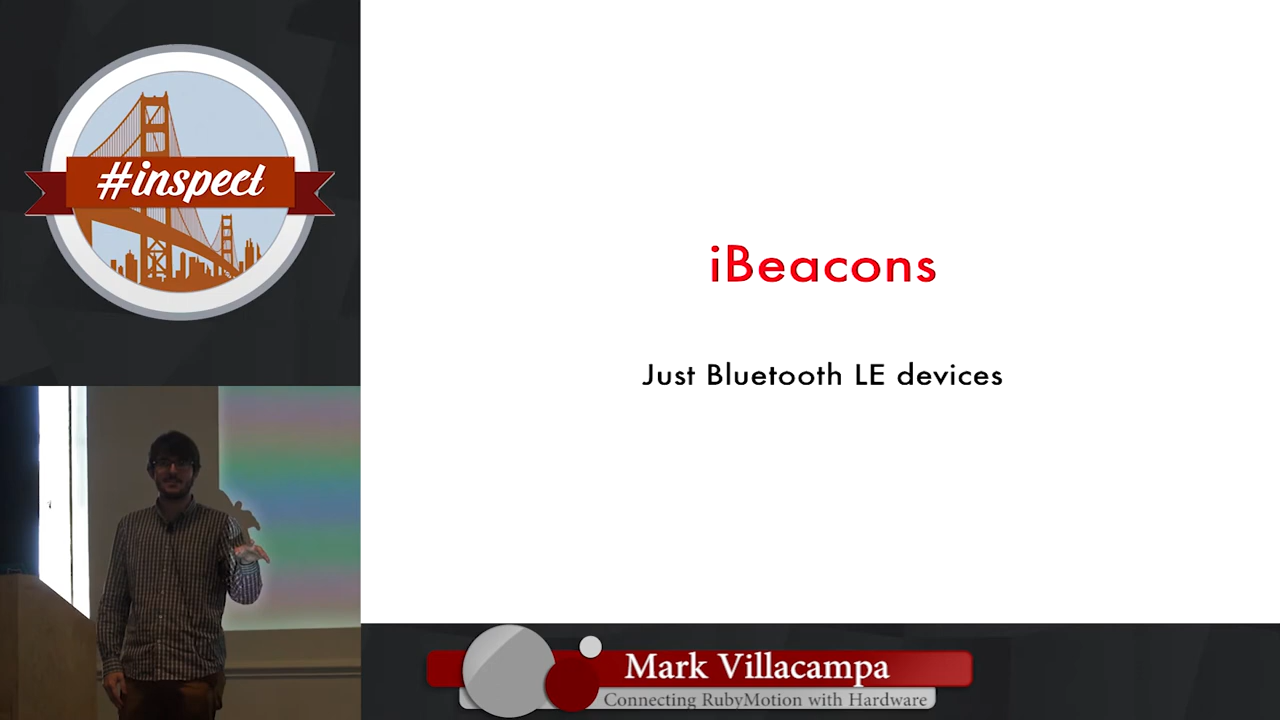 #inspect
iBeacons
Just Bluetooth LE devices
Mark Villacampa
Connecting RubyMotion with Hardware